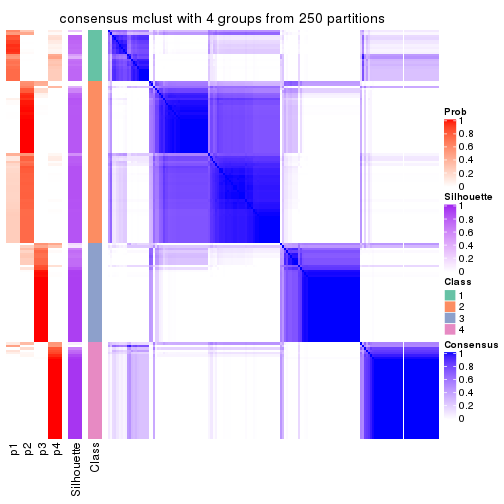 consensus mclust with 4 groups from 250 partitions
Prob
1
0.8
0.6
0.4
0.2
0
Silhouette
1
0.8
0.6
0.4
0.2
0
Class
1
2
3
4
Consensus
1
0.8
0.6
0.4
0.2
0
p1
p2
p3
p4
Silhouette
Class